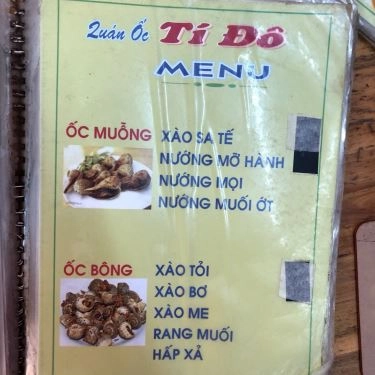 Quán Ốc Tí Đô
MENU
ỐC MUỖNG XÀO SA TẾ
NƯỚNG MỠ HÀNH
NƯỚNG MỌI
NƯỚNG MUỐI ỚT
ỐC BÔNG XÀO TỎI
XÀO BƠ
XÀO ME
RANG MUỐI
HẤP XẢ